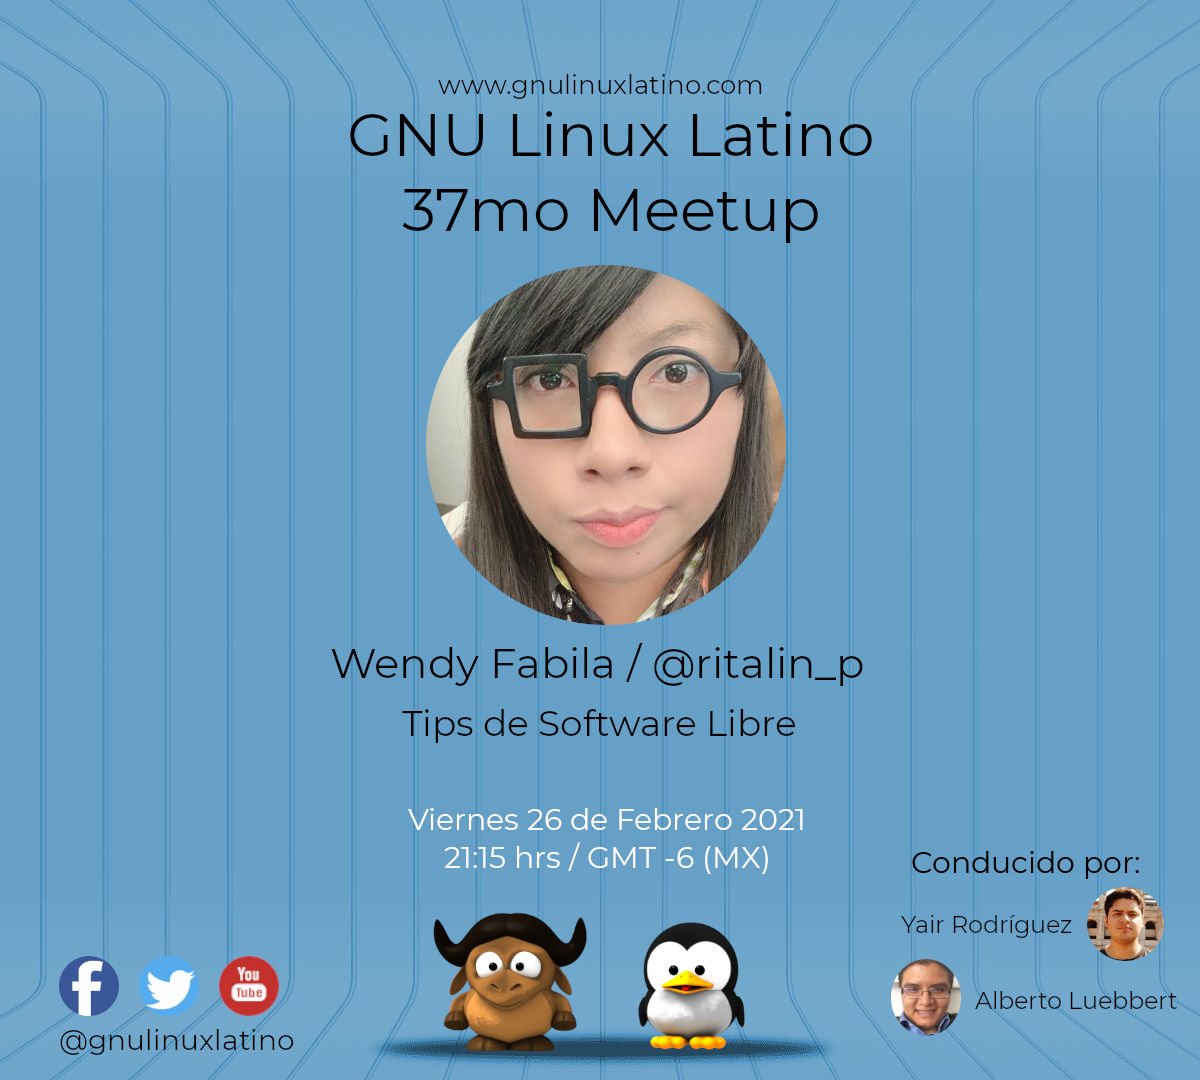 www.gnulinuxlatino.com
GNU Linux Latino
37mo Meetup
Wendy Fabila / @ritalin_p
Tips de Software Libre
Viernes 26 de Febrero 2021
21:15 hrs / GMT -6 (MX)
Conducido por:
Yair Rodríguez
Alberto Luebbert
You
Tube
@gnulinuxlatino